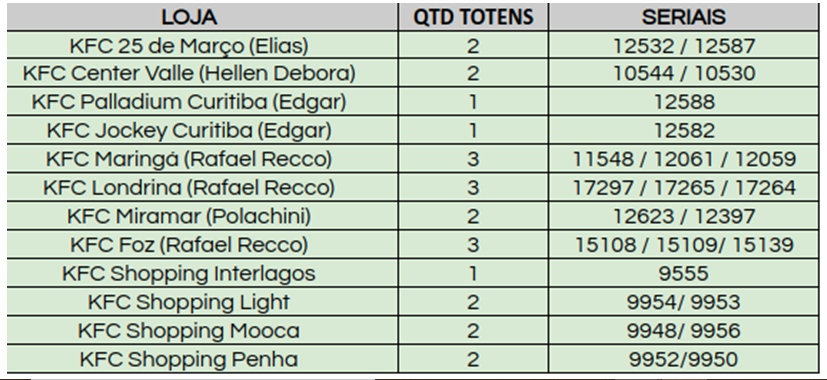 LOJA QTD TOTENS SERIAIS
KFC 25 de Março (Elias) 2 12532 / 12587
KFC Center Valle (Hellen Debora) 2 10544 / 10530
KFC Palladium Curitiba (Edgar) 1 12588
KFC Jockey Curitiba (Edgar) 1 12582
KFC Maringá (Rafael Recco) 3 11548 / 12061 / 12059
KFC Londrina (Rafael Recco) 3 17297 / 17265 / 17264
KFC Miramar (Polachini) 2 12623 / 12397
KFC Foz (Rafael Recco) 3 15108 / 15109/ 15139
KFC Shopping Interlagos 1 9555
KFC Shopping Light 2 9954/ 9953
KFC Shopping Mooca 2 9948/ 9956
KFC Shopping Penha 2 9952/9950